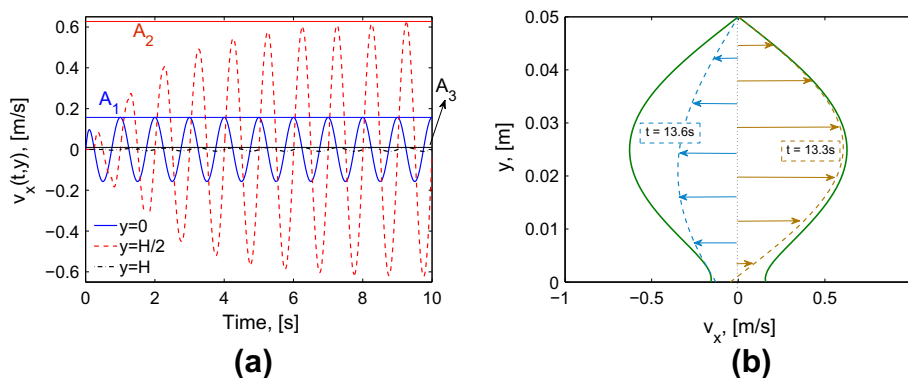 A₂
A₁
A₃
0.6
0.4
0.2
0
−0.2
−0.4
−0.6
vₓ(t,y), [m/s]
y=0
y=H/2
y=H
0 2 4 6 8 10
Time, [s]
(a)
0.05
0.04
0.03
0.02
0.01
0
y, [m]
t = 13.6s
t = 13.3s
−1 −0.5 0 0.5
vₓ, [m/s]
(b)